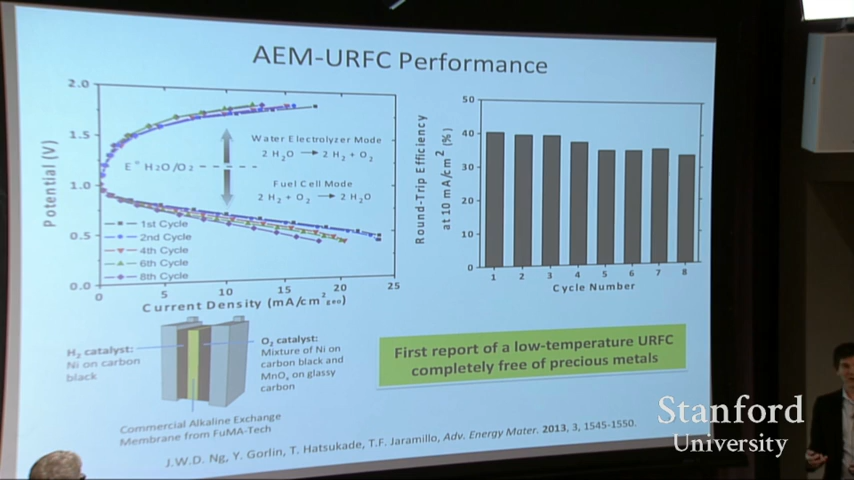 AEM-URFC Performance
Potential (V)
2.0
1.5
1.0
0.5
0.0
0
5
10
15
20
25
Current Density (mA/cm²geo)
Water Electrolyzer Mode
2 H₂O → 2 H₂ + O₂
E° H₂O/O₂
Fuel Cell Mode
2 H₂ + O₂ → 2 H₂O
1st Cycle
2nd Cycle
4th Cycle
6th Cycle
8th Cycle
Round-Trip Efficiency
at 10 mA/cm² (%)
50
40
30
20
10
0
1 2 3 4 5 6 7 8
Cycle Number
H₂ catalyst:
Ni on carbon
black
O₂ catalyst:
Mixture of Ni on
carbon black and
MnOₓ on glassy
carbon
Commercial Alkaline Exchange
Membrane from FuMA-Tech
First report of a low-temperature URFC
completely free of precious metals
J.W.D. Ng, Y. Gorlin, T. Hatsukade, T.F. Jaramillo, Adv. Energy Mater. 2013, 3, 1545-1550.
Stanford
University